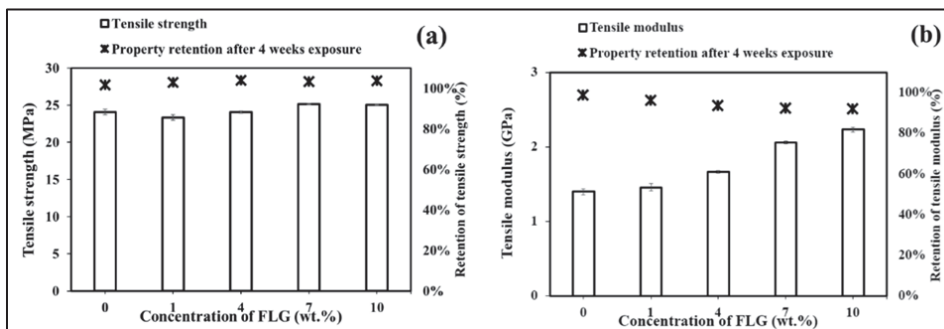 Tensile strength
Property retention after 4 weeks exposure
(a)
30
25
20
15
10
5
0
Tensile strength (MPa)
100%
80%
60%
40%
20%
0%
Retention of tensile strength (%)
0 1 4 7 10
Concentration of FLG (wt.%)
Tensile modulus
Property retention after 4 weeks exposure
(b)
3
2
1
0
Tensile modulus (GPa)
100%
80%
60%
40%
20%
0%
Retention of tensile modulus (%)
0 1 4 7 10
Concentration of FLG (wt.%)